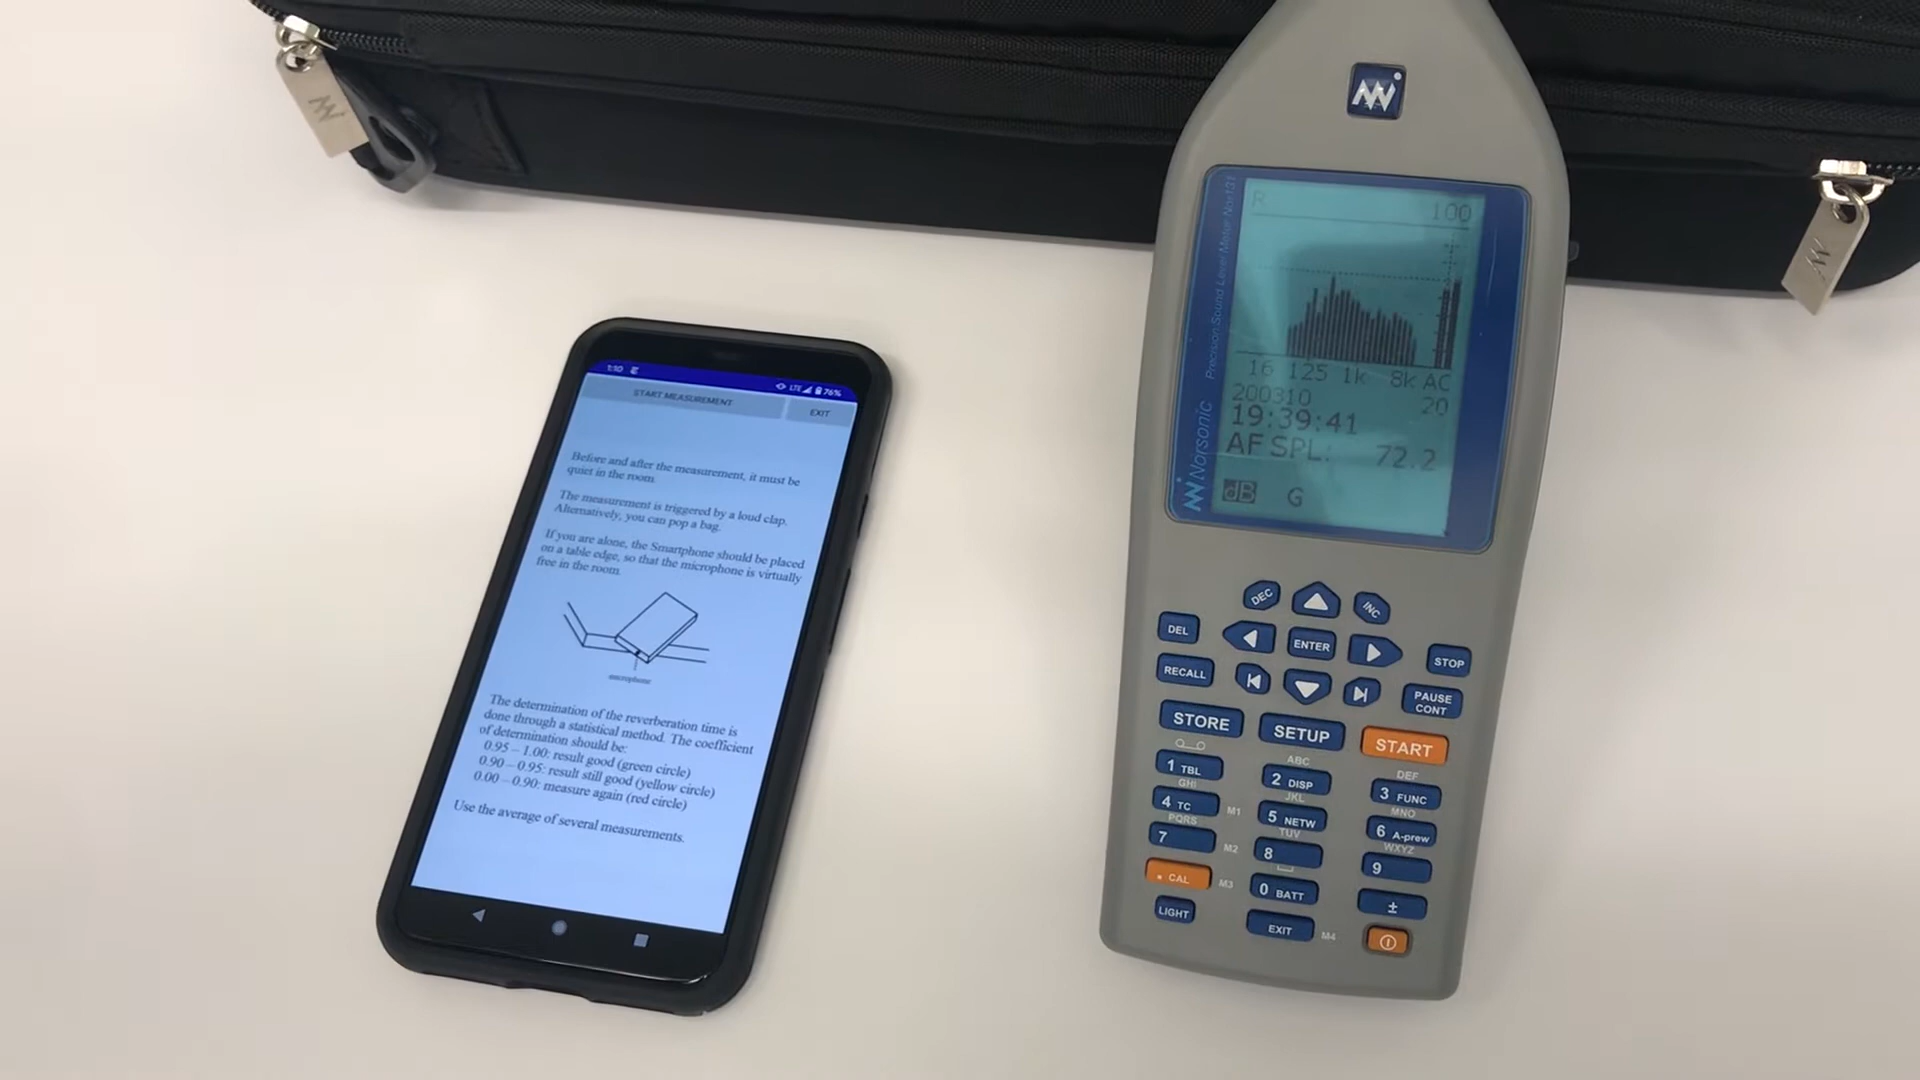 1:10 LTE 76%
START MEASUREMENT EXIT
Before and after the measurement, it must be
quiet in the room.
The measurement is triggered by a loud clap.
Alternatively, you can pop a bag.
If you are alone, the Smartphone should be placed
on a table edge, so that the microphone is virtually
free in the room.
microphone
The determination of the reverberation time is
done through a statistical method. The coefficient
of determination should be:
0.95 – 1.00: result good (green circle)
0.90 – 0.95: result still good (yellow circle)
0.00 – 0.90: measure again (red circle)
Use the average of several measurements.
Norsonic Precision Sound Level Meter Nor131
R 100
16 125 1k 8k AC
200310 20
19:39:41
AF SPL: 72.2
dB G
DEC INC
DEL ENTER STOP
RECALL PAUSE
CONT
STORE SETUP START
ABC DEF
1 TBL 2 DISP 3 FUNC
GHI JKL MNO
4 TC M1 5 NETW 6 A-prew
PQRS TUV WXYZ
7 M2 8 9
. CAL M3 0 BATT ±
LIGHT EXIT M4